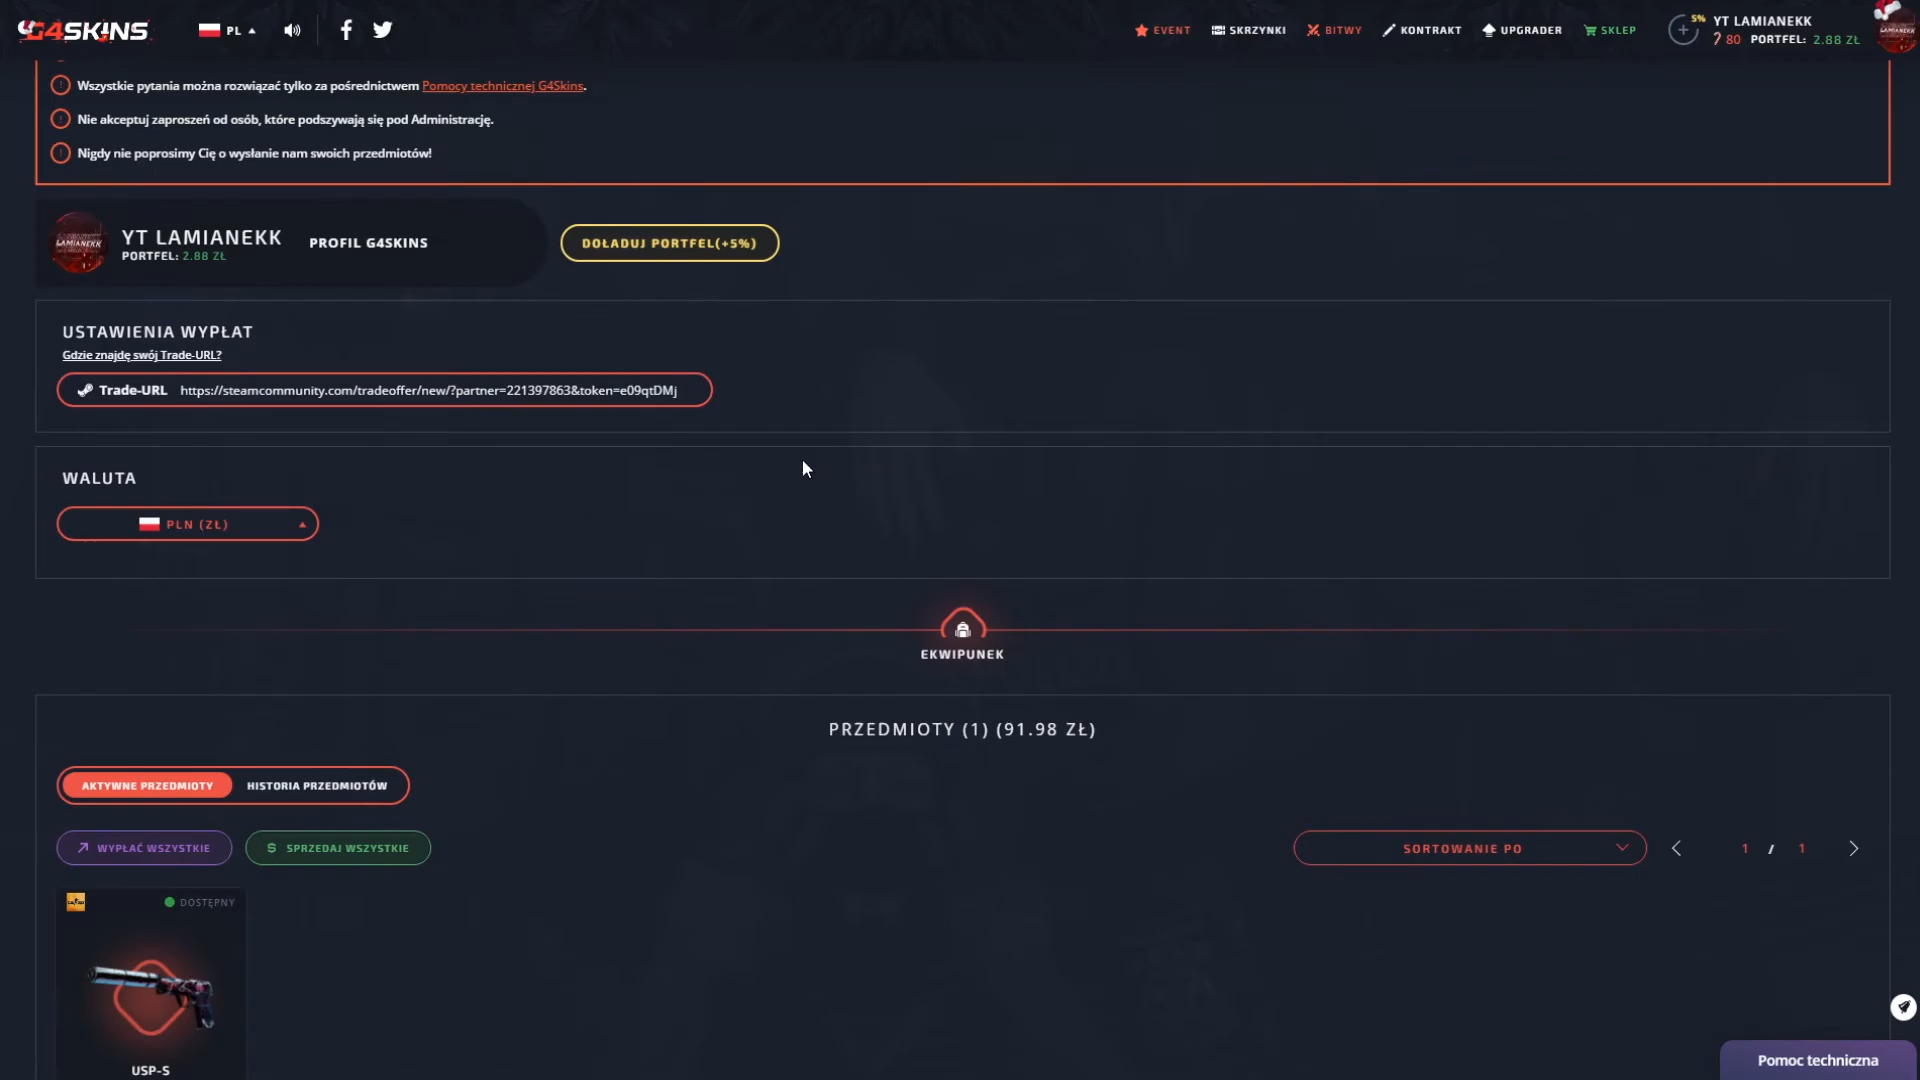 G4SKINS
PL
EVENT
SKRZYNKI
BITWY
KONTRAKT
UPGRADER
SKLEP
5%
YT LAMIANEKK
80 PORTFEL: 2.88 ZŁ
Wszystkie pytania można rozwiązać tylko za pośrednictwem Pomocy technicznej G4Skins.
Nie akceptuj zaproszeń od osób, które podszywają się pod Administrację.
Nigdy nie poprosimy Cię o wysłanie nam swoich przedmiotów!
LAMIANEKK
YT LAMIANEKK
PORTFEL: 2.88 ZŁ
PROFIL G4SKINS
DOŁADUJ PORTFEL(+5%)
USTAWIENIA WYPŁAT
Gdzie znajdę swój Trade-URL?
Trade-URL https://steamcommunity.com/tradeoffer/new/?partner=221397863&token=e09qtDMj
WALUTA
PLN (ZŁ)
EKWIPUNEK
PRZEDMIOTY (1) (91.98 ZŁ)
AKTYWNE PRZEDMIOTY
HISTORIA PRZEDMIOTÓW
WYPŁAĆ WSZYSTKIE
$ SPRZEDAJ WSZYSTKIE
SORTOWANIE PO
1 / 1
DOSTĘPNY
USP-S
Pomoc techniczna